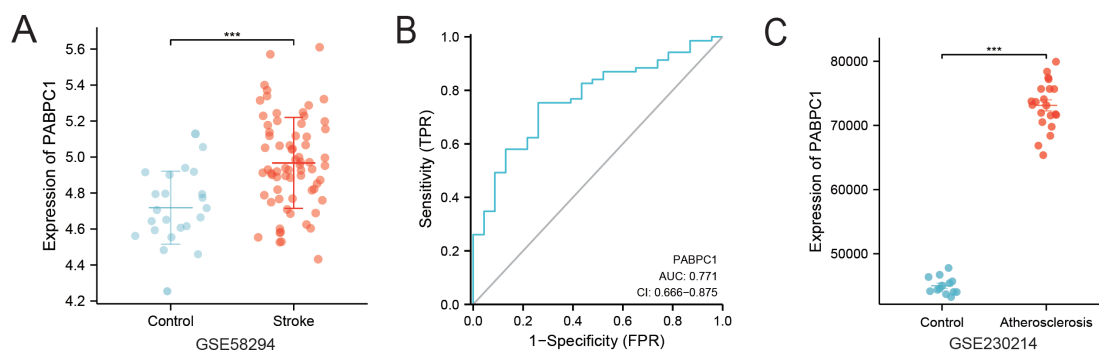 A
***
Expression of PABPC1
5.6
5.4
5.2
5.0
4.8
4.6
4.4
4.2
Control
Stroke
GSE58294
B
Sensitivity (TPR)
1.0
0.8
0.6
0.4
0.2
0.0
PABPC1
AUC: 0.771
CI: 0.666−0.875
0.0 0.2 0.4 0.6 0.8 1.0
1−Specificity (FPR)
C
***
Expression of PABPC1
80000
70000
60000
50000
Control
Atherosclerosis
GSE230214